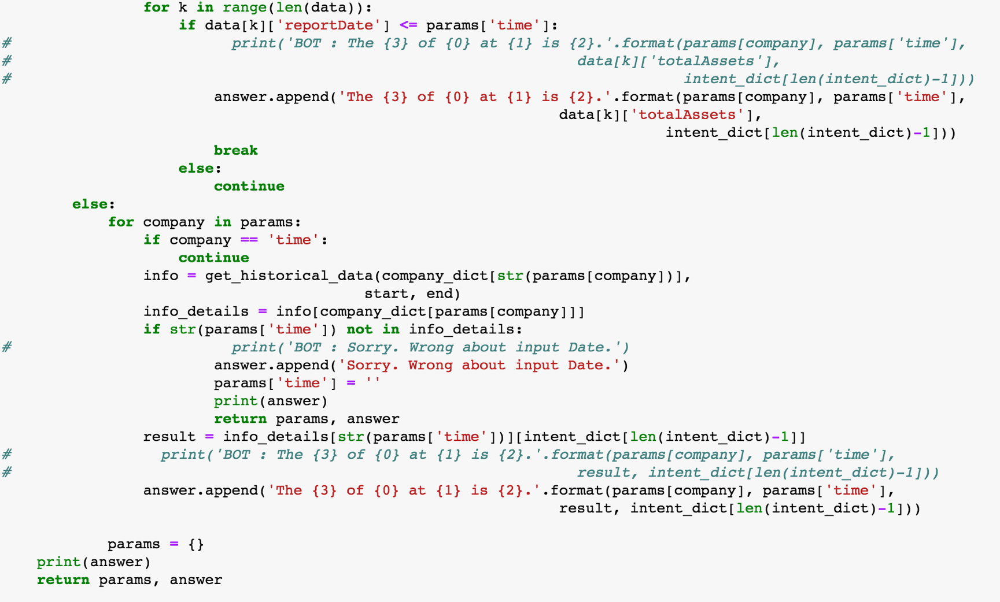 for k in range(len(data)):
if data[k]['reportDate'] <= params['time']:
# print('BOT : The {3} of {0} at {1} is {2}.'.format(params[company], params['time'],
# data[k]['totalAssets'],
# intent_dict[len(intent_dict)-1]))
answer.append('The {3} of {0} at {1} is {2}.'.format(params[company], params['time'],
data[k]['totalAssets'],
intent_dict[len(intent_dict)-1]))
break
else:
continue
else:
for company in params:
if company == 'time':
continue
info = get_historical_data(company_dict[str(params[company])],
start, end)
info_details = info[company_dict[params[company]]]
if str(params['time']) not in info_details:
# print('BOT : Sorry. Wrong about input Date.')
answer.append('Sorry. Wrong about input Date.')
params['time'] = ''
print(answer)
return params, answer
result = info_details[str(params['time'])][intent_dict[len(intent_dict)-1]]
# print('BOT : The {3} of {0} at {1} is {2}.'.format(params[company], params['time'],
# result, intent_dict[len(intent_dict)-1]))
answer.append('The {3} of {0} at {1} is {2}.'.format(params[company], params['time'],
result, intent_dict[len(intent_dict)-1]))
params = {}
print(answer)
return params, answer